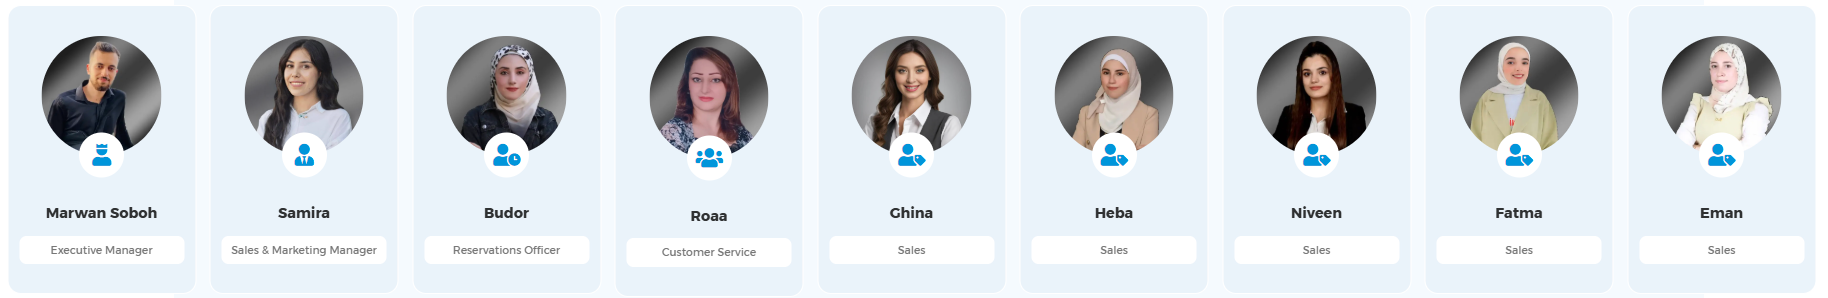 Marwan Soboh
Executive Manager
Samira
Sales & Marketing Manager
Budor
Reservations Officer
Roaa
Customer Service
Ghina
Sales
Heba
Sales
Niveen
Sales
Fatma
Sales
Eman
Sales